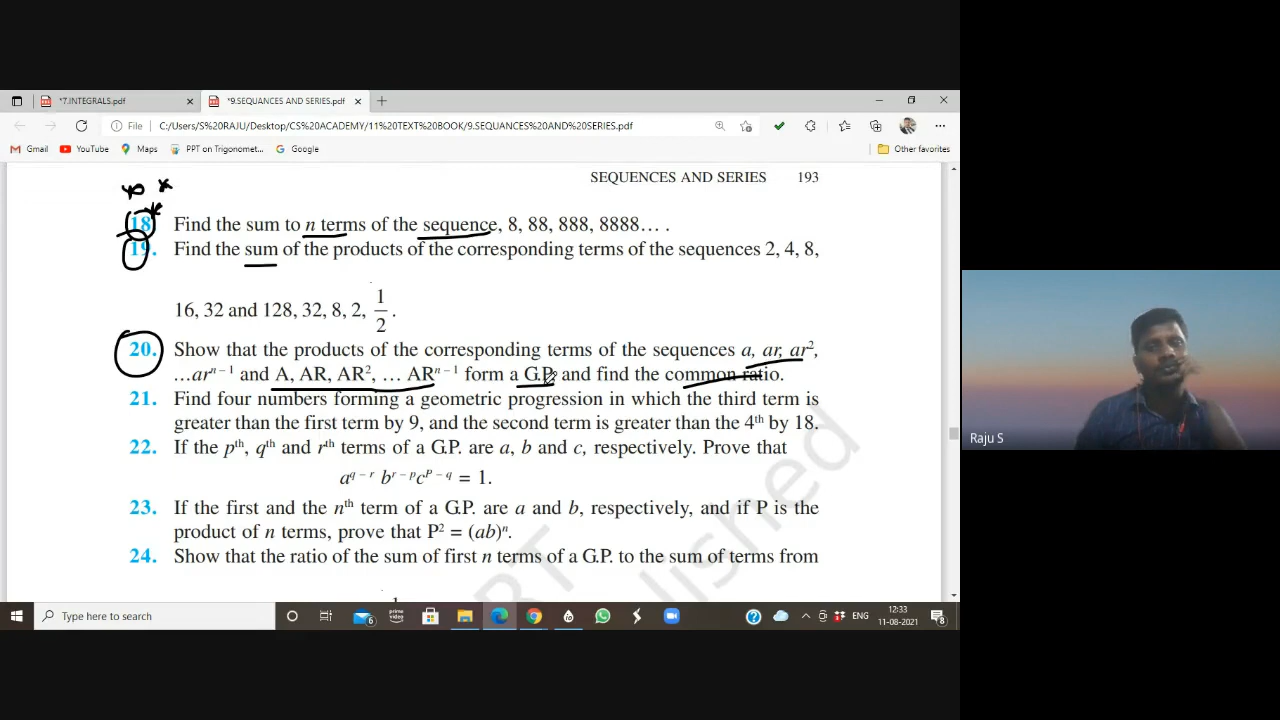 *7.INTEGRALS.pdf
*9.SEQUANCES AND SERIES.pdf
File
C:/Users/S%20RAJU/Desktop/CS%20ACADEMY/11%20TEXT%20BOOK/9.SEQUANCES%20AND%20SERIES.pdf
Gmail YouTube Maps PPT on Trigonomet... Google Other favorites
SEQUENCES AND SERIES 193
18. Find the sum to n terms of the sequence, 8, 88, 888, 8888… .
19. Find the sum of the products of the corresponding terms of the sequences 2, 4, 8,
16, 32 and 128, 32, 8, 2, 1/2.
20. Show that the products of the corresponding terms of the sequences a, ar, ar²,
…arⁿ⁻¹ and A, AR, AR², … ARⁿ⁻¹ form a G.P, and find the common ratio.
21. Find four numbers forming a geometric progression in which the third term is
greater than the first term by 9, and the second term is greater than the 4th by 18.
22. If the pth, qth and rth terms of a G.P. are a, b and c, respectively. Prove that
a^(q – r) b^(r – p) c^(P – q) = 1.
23. If the first and the nth term of a G.P. are a and b, respectively, and if P is the
product of n terms, prove that P² = (ab)ⁿ.
24. Show that the ratio of the sum of first n terms of a G.P. to the sum of terms from
Raju S
Type here to search
ENG
12:33
11-08-2021